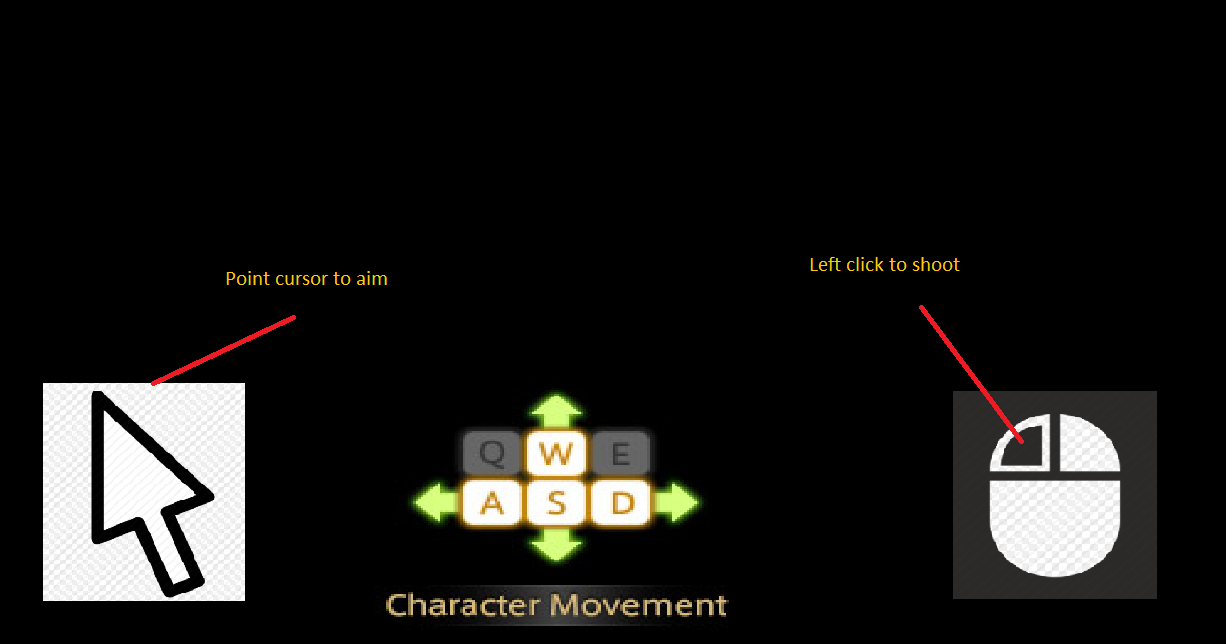 Left click to shoot
Point cursor to aim
Q W E
A S D
Character Movement